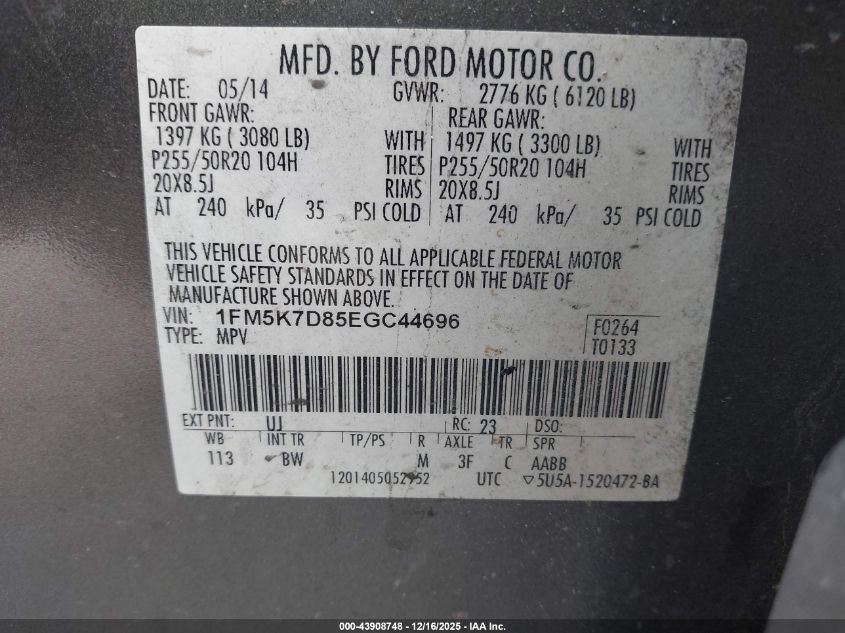 MFD. BY FORD MOTOR CO.
DATE: 05/14 GVWR: 2776 KG ( 6120 LB)
FRONT GAWR: REAR GAWR:
1397 KG ( 3080 LB) WITH 1497 KG ( 3300 LB) WITH
P255/50R20 104H TIRES P255/50R20 104H TIRES
20X8.5J RIMS 20X8.5J RIMS
AT 240 kPa/ 35 PSI COLD AT 240 kPa/ 35 PSI COLD
THIS VEHICLE CONFORMS TO ALL APPLICABLE FEDERAL MOTOR
VEHICLE SAFETY STANDARDS IN EFFECT ON THE DATE OF
MANUFACTURE SHOWN ABOVE.
VIN: 1FM5K7D85EGC44696 F0264
TYPE: MPV T0133
EXT PNT: UJ RC: 23 DSO:
WB INT TR TP/PS R AXLE TR SPR
113 BW M 3F C AABB
1201405052952 UTC ▽5U5A-1520472-BA
000-43908748 - 12/16/2025 - IAA Inc.